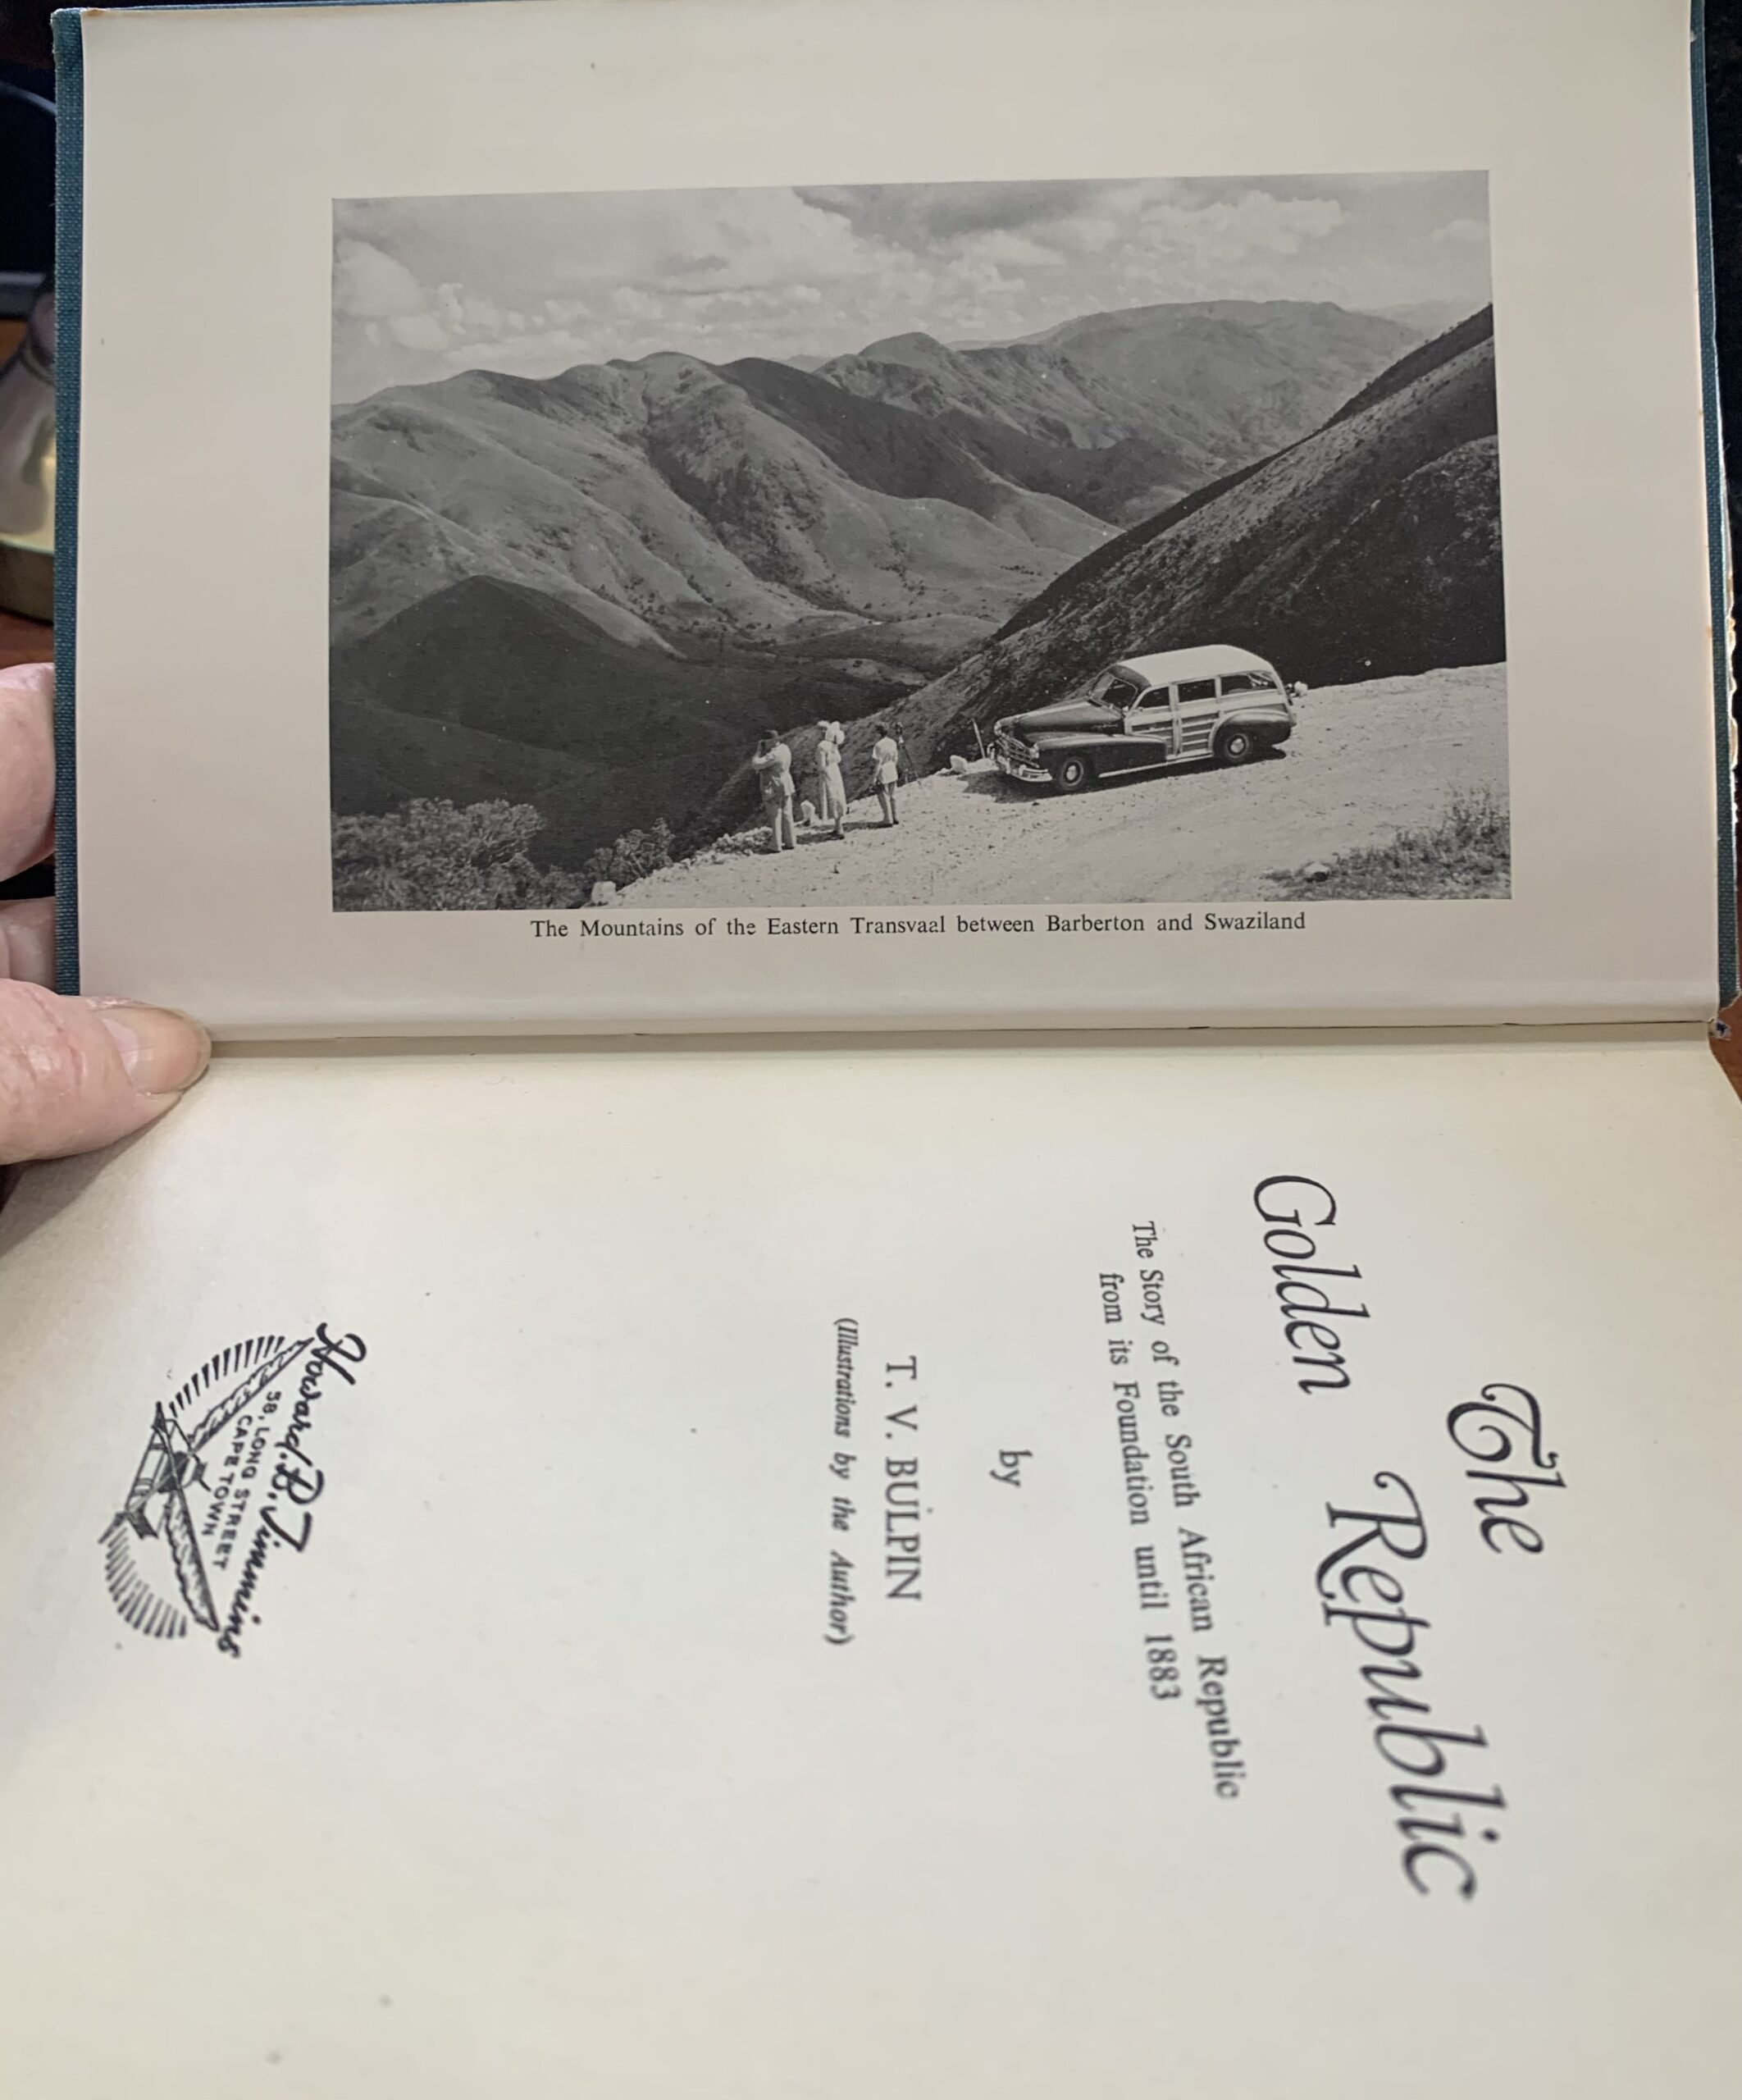 The Mountains of the Eastern Transvaal between Barberton and Swaziland
The
Golden Republic
The Story of the South African Republic
from its Foundation until 1883
by
T. V. BULPIN
(Illustrations by the Author)
Howard B. Timmins
58, LONG STREET
CAPE TOWN